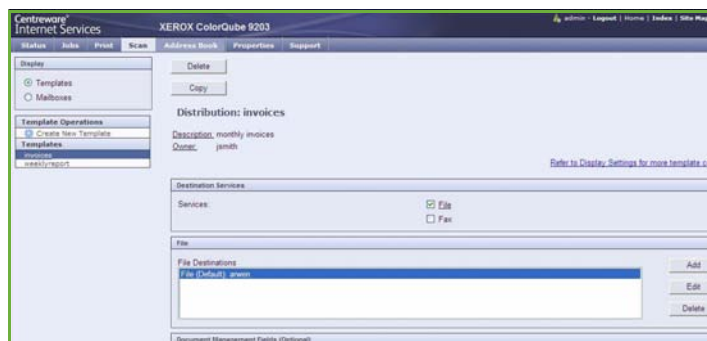 Centreware®
Internet Services
XEROX ColorQube 9203
admin - Logout | Home | Index | Site Map
Status Jobs Print Scan Address Book Properties Support
Display
Templates
Mailboxes
Template Operations
Create New Template
Templates
invoices
weeklyreport
Delete
Copy
Distribution: invoices
Description: monthly invoices
Owner: jsmith
Refer to Display Settings for more template
Destination Services
Services:
File
Fax
File
File Destinations
File (Default): arwen
Add
Edit
Delete
Document Management Fields (Optional)